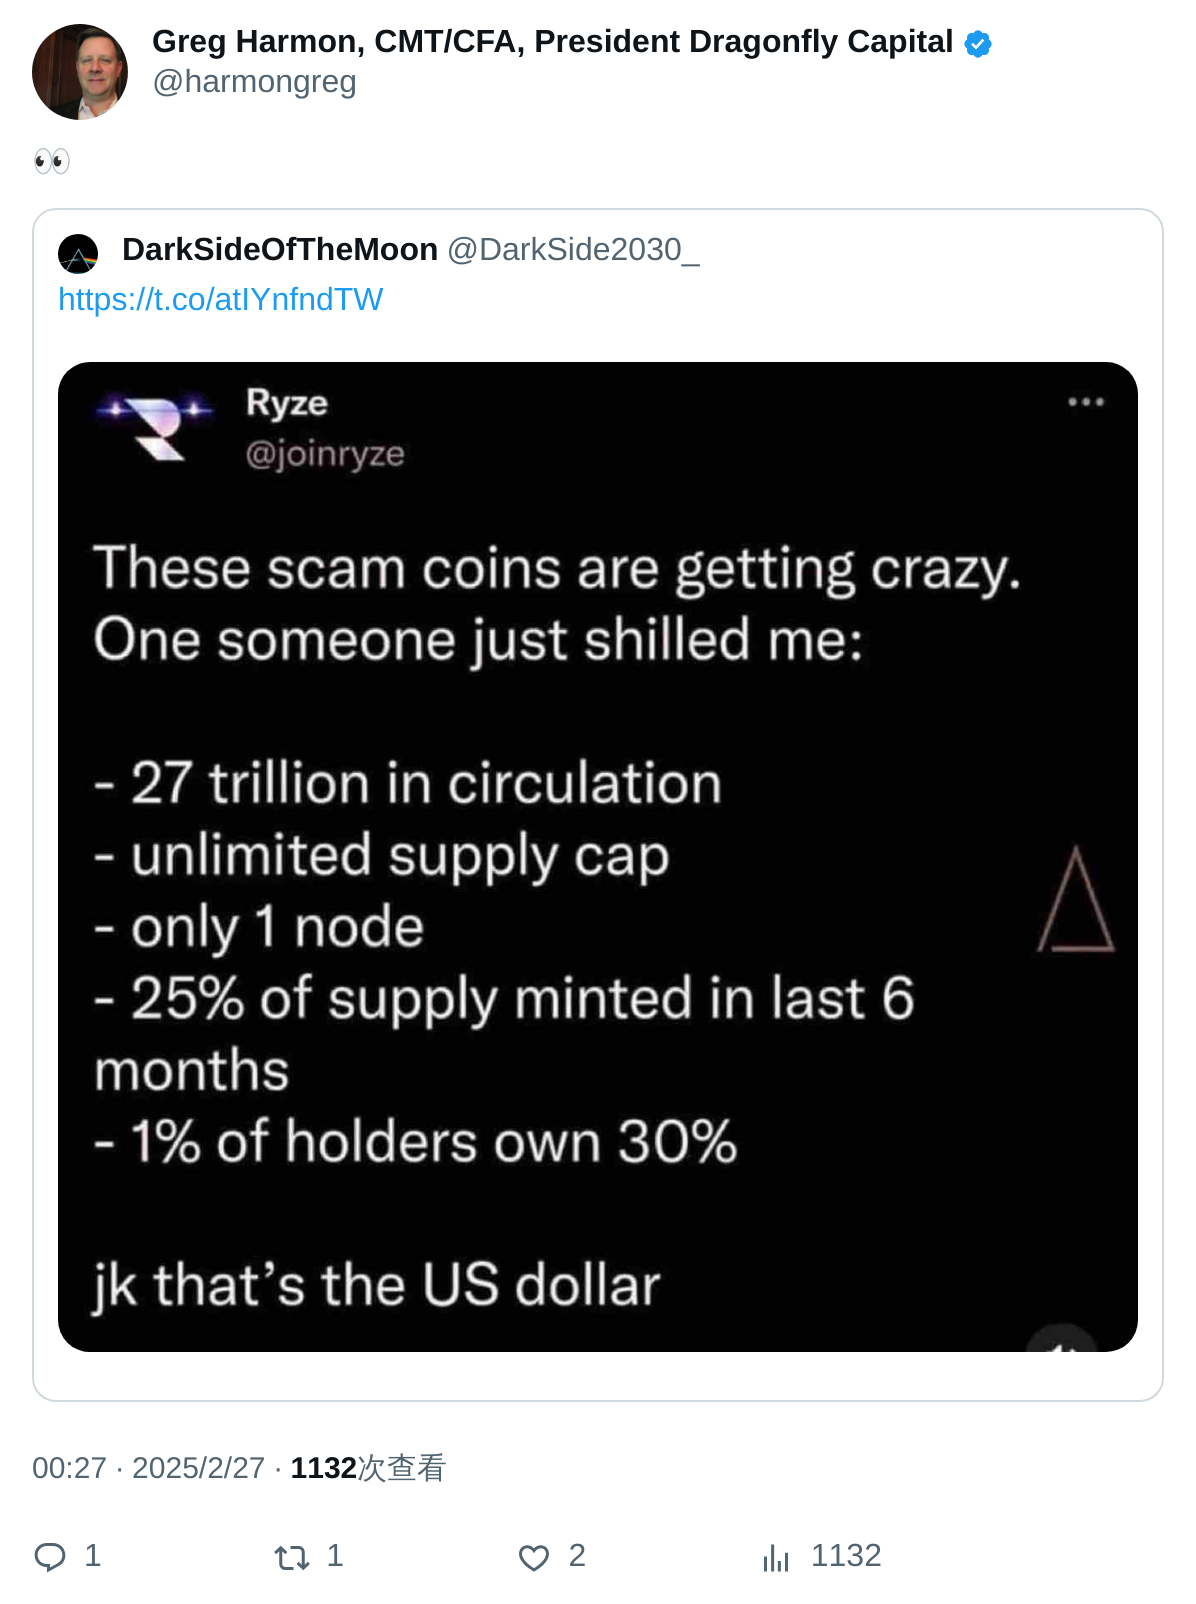 Greg Harmon, CMT/CFA, President Dragonfly Capital
@harmongreg
👀
DarkSideOfTheMoon @DarkSide2030_
https://t.co/atIYnfndTW
Ryze
@joinryze
These scam coins are getting crazy.
One someone just shilled me:
- 27 trillion in circulation
- unlimited supply cap
- only 1 node
- 25% of supply minted in last 6
months
- 1% of holders own 30%
jk that’s the US dollar
00:27 · 2025/2/27 · 1132次查看
1 1 2 1132